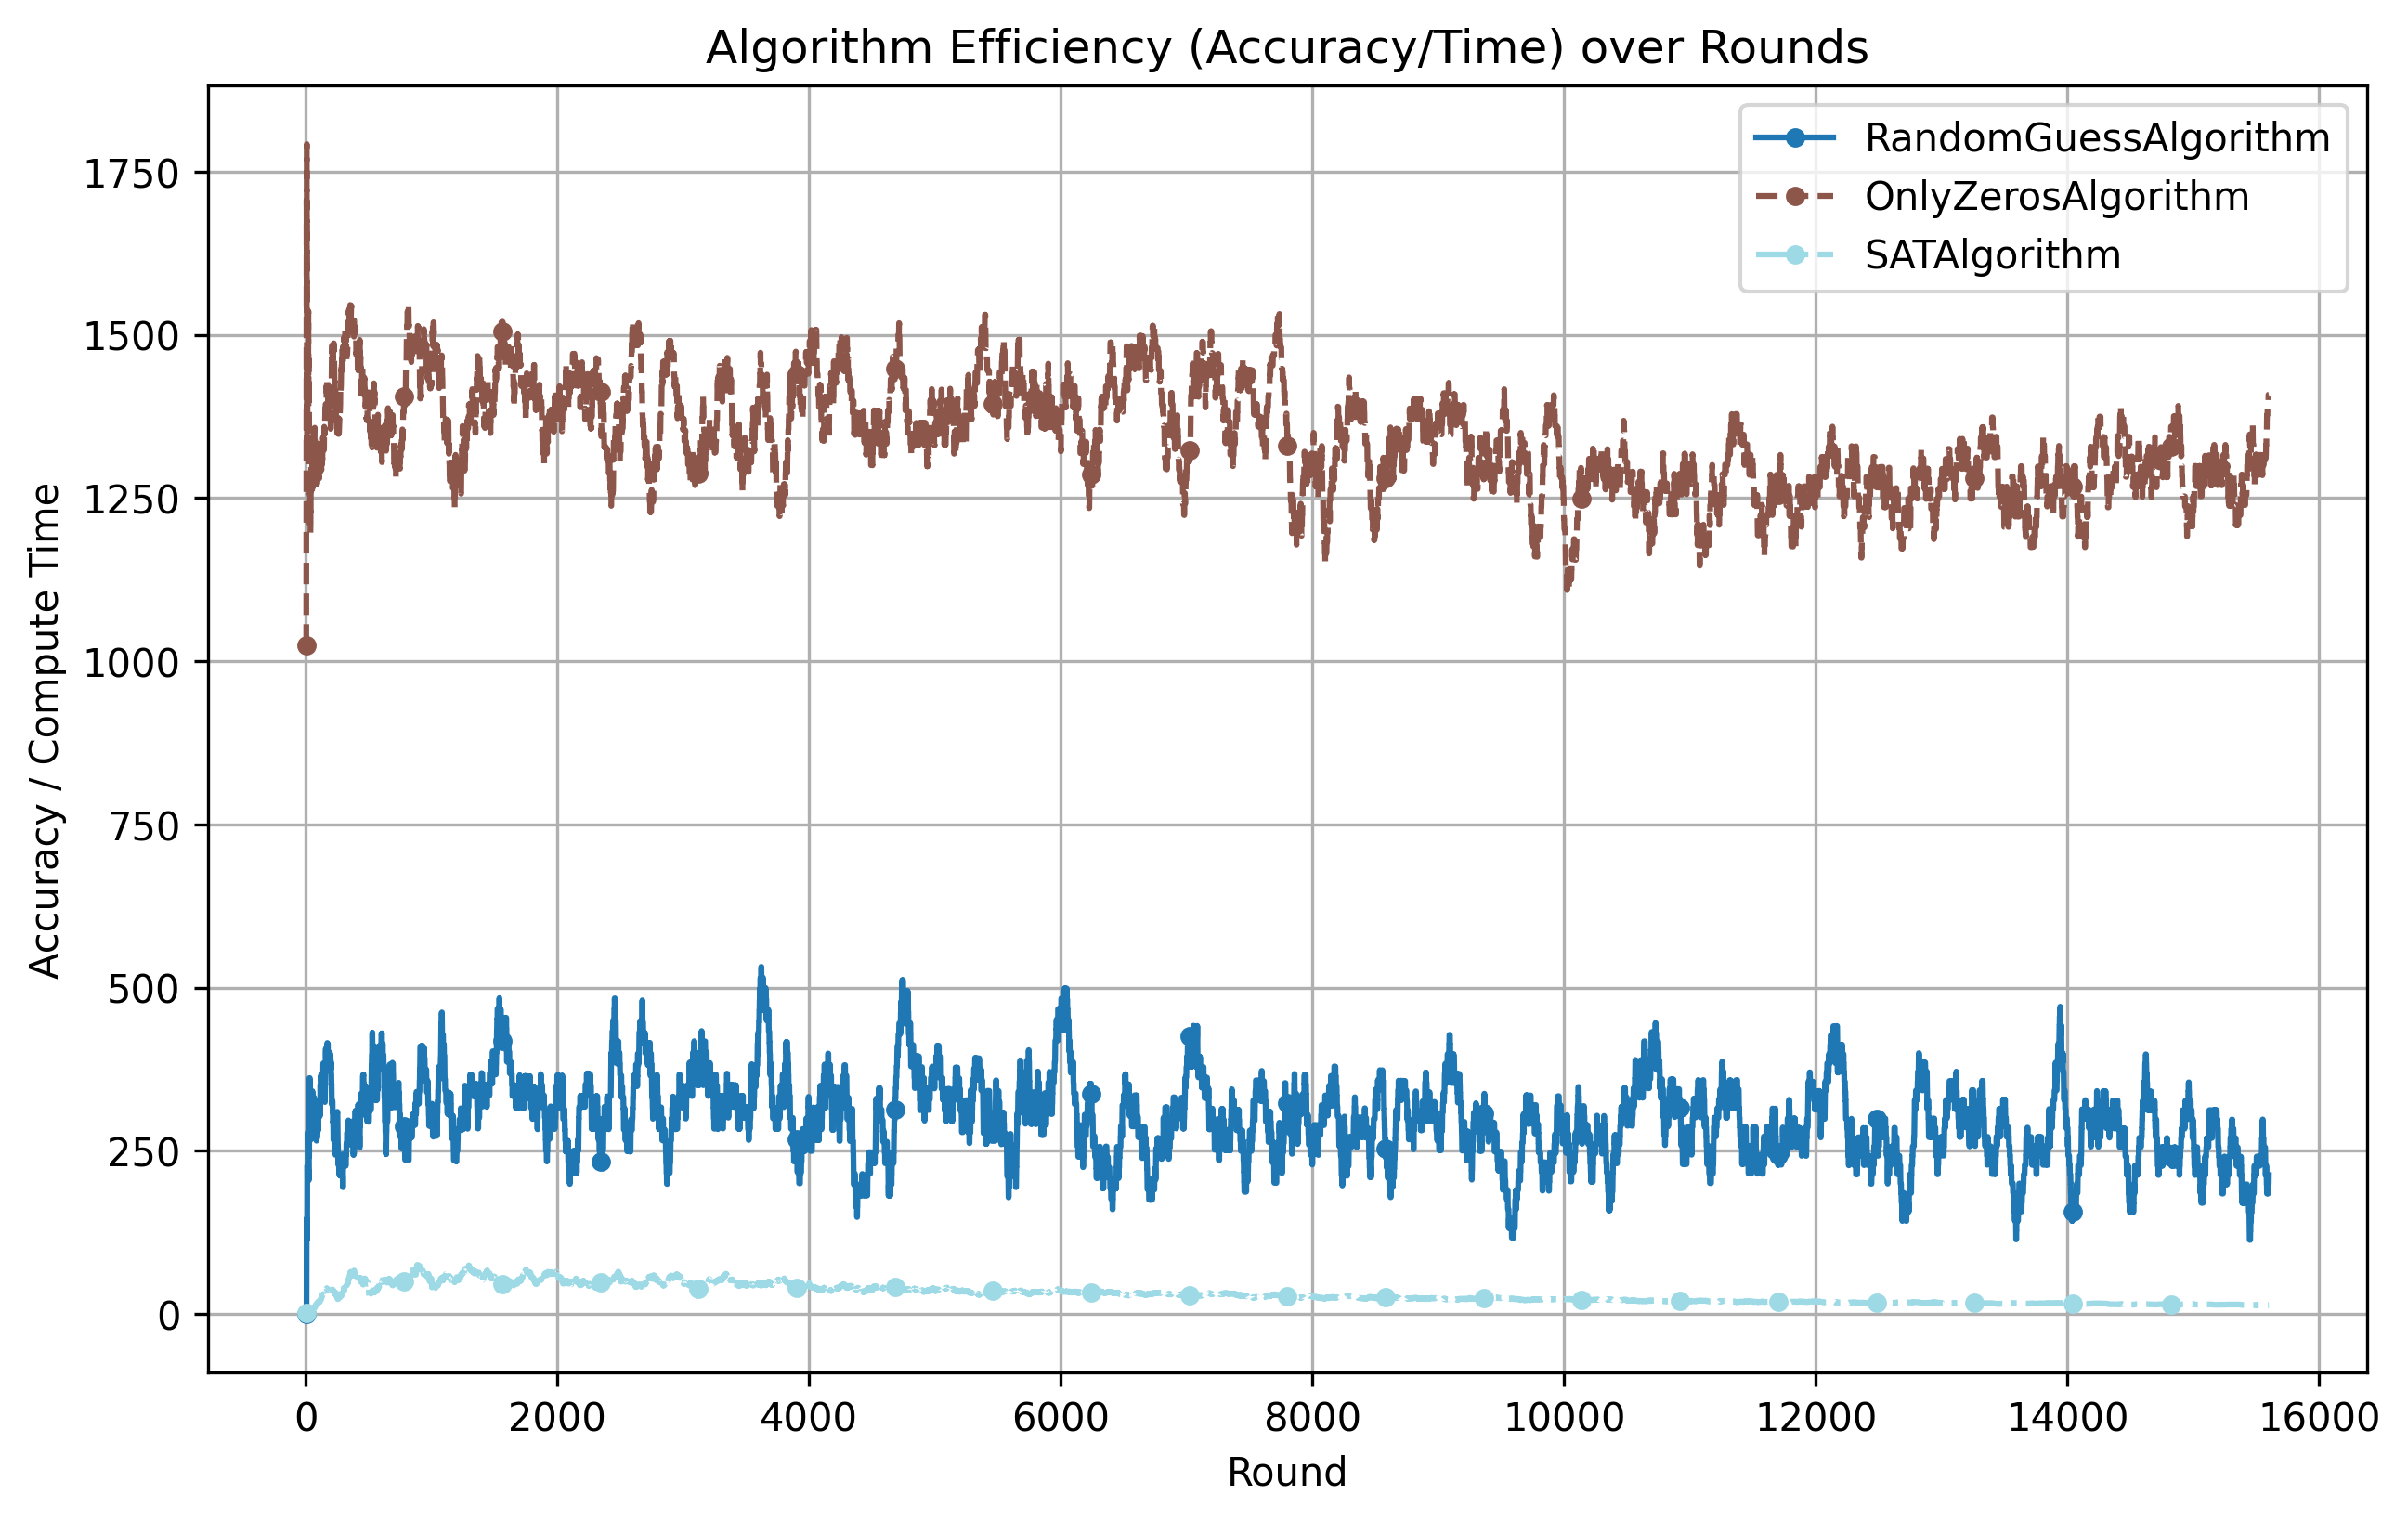 Algorithm Efficiency (Accuracy/Time) over Rounds
RandomGuessAlgorithm
OnlyZerosAlgorithm
SATAlgorithm
Accuracy / Compute Time
1750
1500
1250
1000
750
500
250
0
0 2000 4000 6000 8000 10000 12000 14000 16000
Round